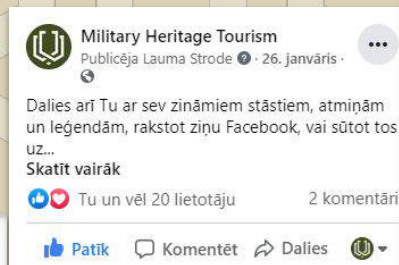 Military Heritage Tourism
Publicēja Lauma Strode · 26. janvāris ·
Dalies arī Tu ar sev zināmiem stāstiem, atmiņām
un leģendām, rakstot ziņu Facebook, vai sūtot tos
uz...
Skatīt vairāk
Tu un vēl 20 lietotāju 2 komentāri
Patīk Komentēt Dalies